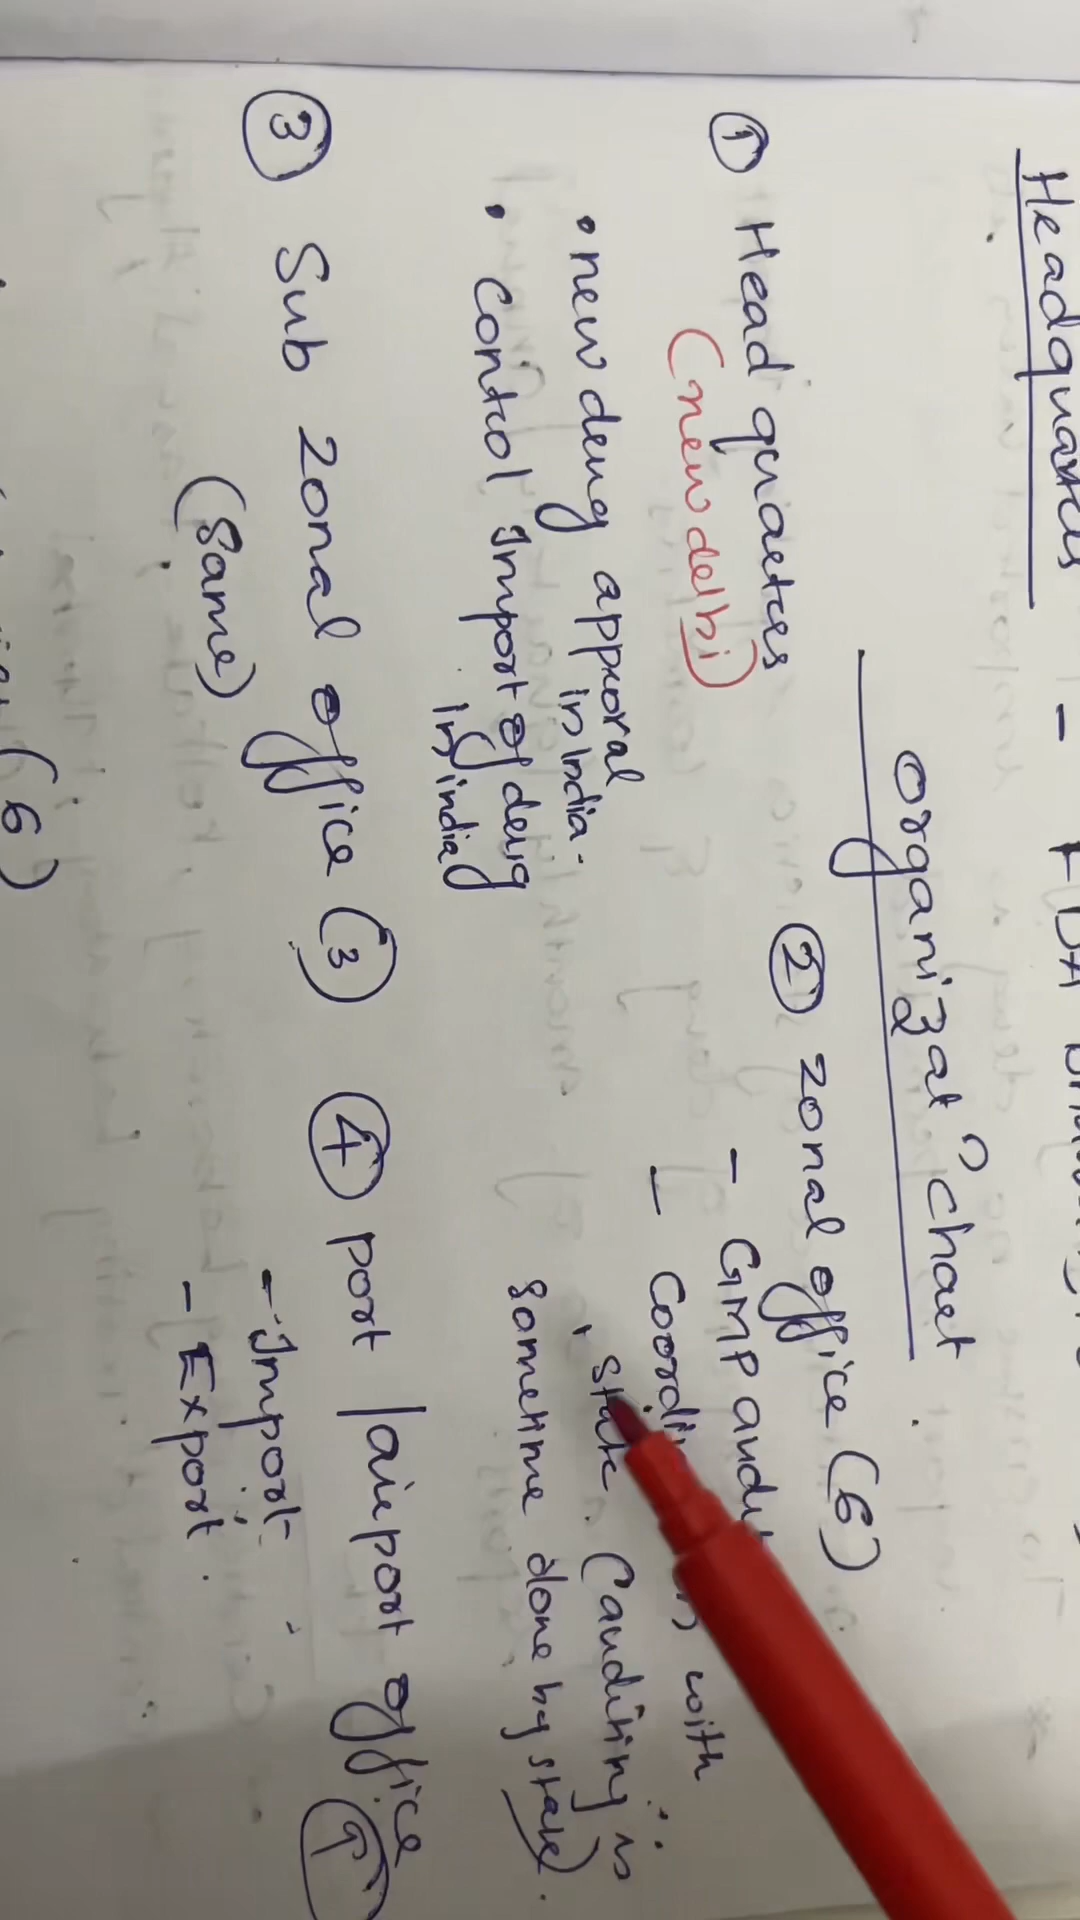 Headquarters - FDA
organizatⁿ chart
① Head quarters
(new delhi)
• new drug approval
in India.
• Control Import of drug
in india
② zonal office (6)
- GMP audit
- Coordi with
state (auditing is
sometime done by state).
③ Sub zonal office (3)
(same)
④ port / airport office
- Import
- Export.
(6)